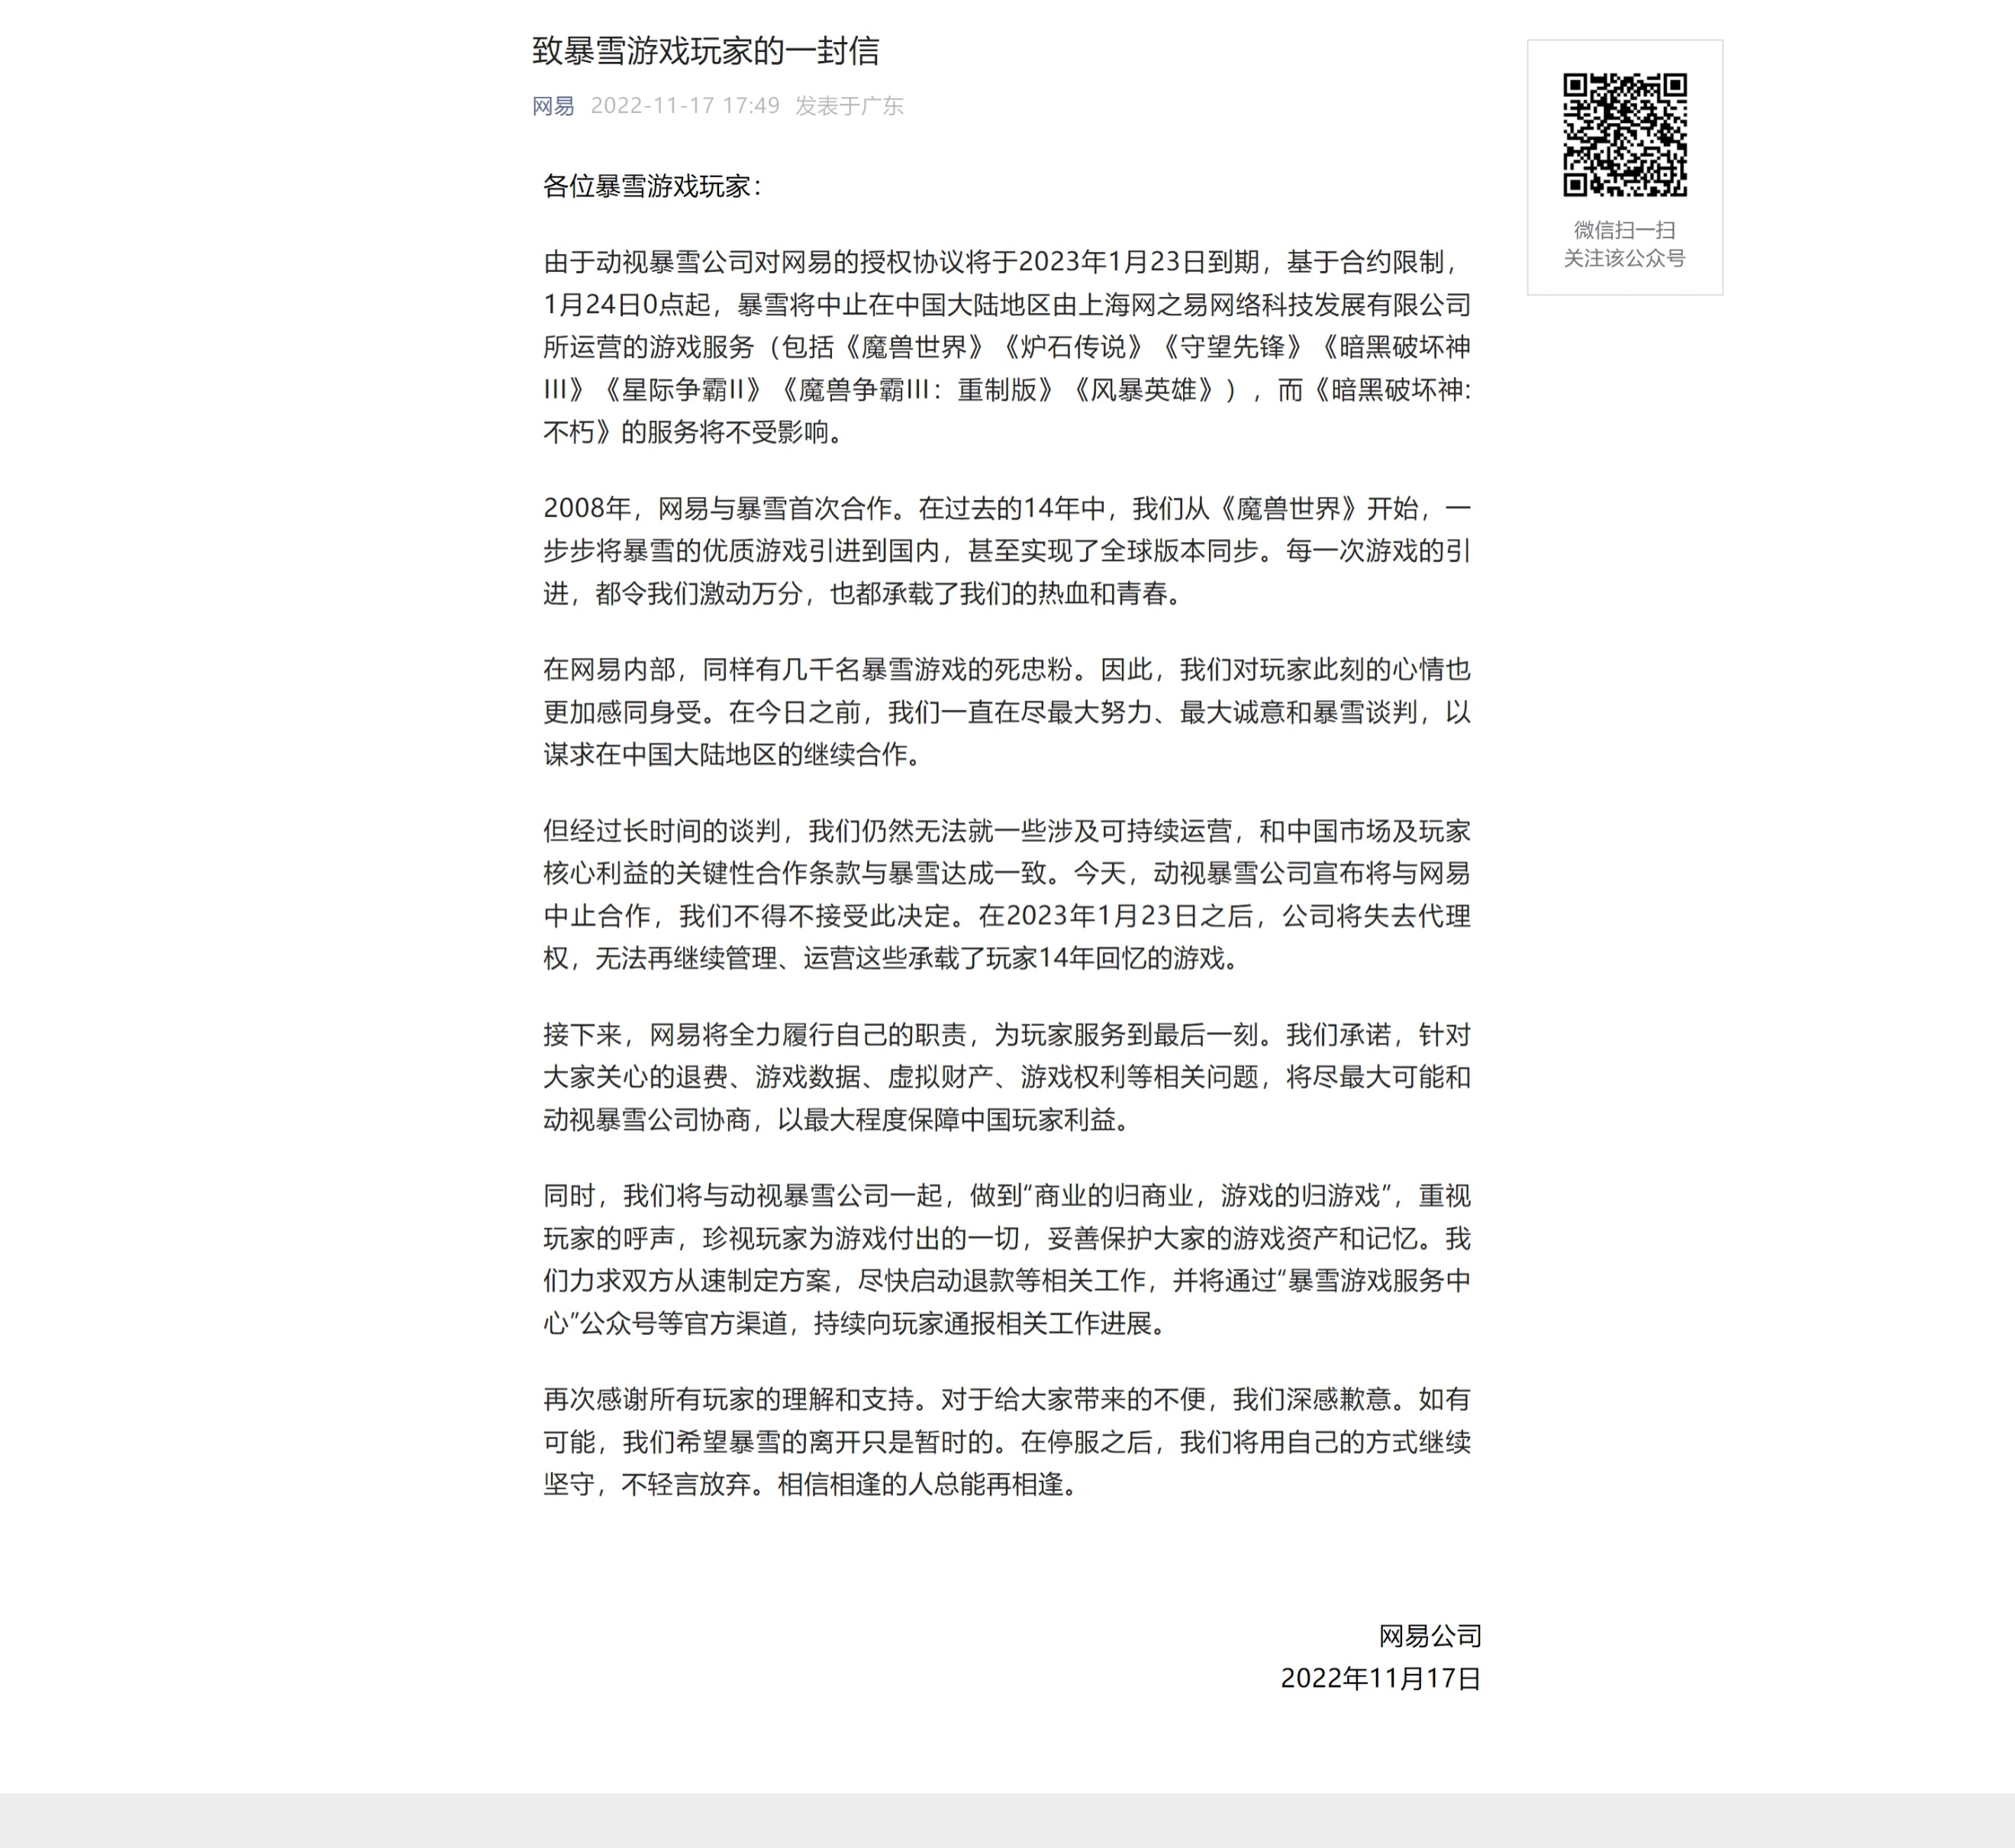 致暴雪游戏玩家的一封信
网易 2022-11-17 17:49 发表于广东
微信扫一扫
关注该公众号
各位暴雪游戏玩家：
由于动视暴雪公司对网易的授权协议将于2023年1月23日到期，基于合约限制，
1月24日0点起，暴雪将中止在中国大陆地区由上海网之易网络科技发展有限公司
所运营的游戏服务（包括《魔兽世界》《炉石传说》《守望先锋》《暗黑破坏神
III》《星际争霸II》《魔兽争霸III：重制版》《风暴英雄》），而《暗黑破坏神:
不朽》的服务将不受影响。
2008年，网易与暴雪首次合作。在过去的14年中，我们从《魔兽世界》开始，一
步步将暴雪的优质游戏引进到国内，甚至实现了全球版本同步。每一次游戏的引
进，都令我们激动万分，也都承载了我们的热血和青春。
在网易内部，同样有几千名暴雪游戏的死忠粉。因此，我们对玩家此刻的心情也
更加感同身受。在今日之前，我们一直在尽最大努力、最大诚意和暴雪谈判，以
谋求在中国大陆地区的继续合作。
但经过长时间的谈判，我们仍然无法就一些涉及可持续运营，和中国市场及玩家
核心利益的关键性合作条款与暴雪达成一致。今天，动视暴雪公司宣布将与网易
中止合作，我们不得不接受此决定。在2023年1月23日之后，公司将失去代理
权，无法再继续管理、运营这些承载了玩家14年回忆的游戏。
接下来，网易将全力履行自己的职责，为玩家服务到最后一刻。我们承诺，针对
大家关心的退费、游戏数据、虚拟财产、游戏权利等相关问题，将尽最大可能和
动视暴雪公司协商，以最大程度保障中国玩家利益。
同时，我们将与动视暴雪公司一起，做到“商业的归商业，游戏的归游戏”，重视
玩家的呼声，珍视玩家为游戏付出的一切，妥善保护大家的游戏资产和记忆。我
们力求双方从速制定方案，尽快启动退款等相关工作，并将通过“暴雪游戏服务中
心”公众号等官方渠道，持续向玩家通报相关工作进展。
再次感谢所有玩家的理解和支持。对于给大家带来的不便，我们深感歉意。如有
可能，我们希望暴雪的离开只是暂时的。在停服之后，我们将用自己的方式继续
坚守，不轻言放弃。相信相逢的人总能再相逢。
网易公司
2022年11月17日